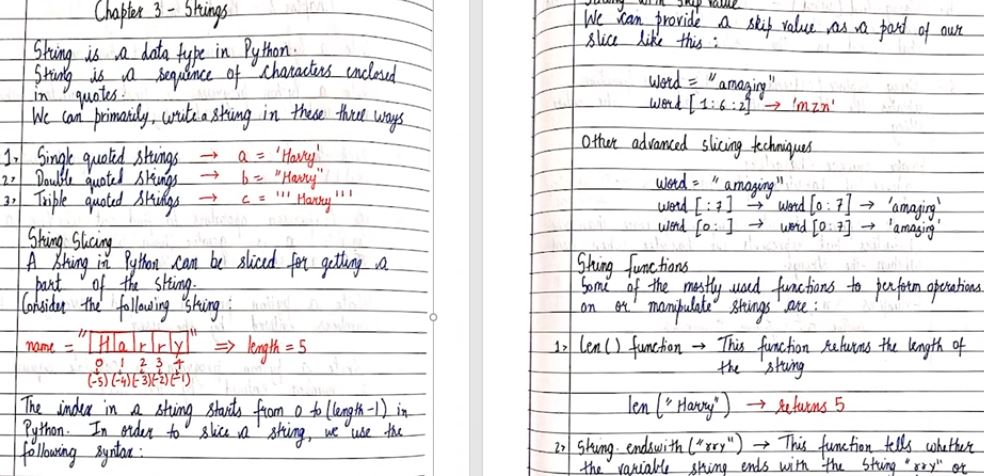 Chapter 3 - Strings
String is a data type in Python.
String is a sequence of characters enclosed
in quotes.
We can primarily, write a string in these three ways
1> Single quoted strings → a = 'Harry'
2> Double quoted strings → b = "Harry"
3> Triple quoted strings → c = ''' Harry '''
String Slicing
A string in Python can be sliced for getting a
part of the string.
Consider the following string :
name = "Harry" ⇒ length = 5
0 1 2 3 4
(-5) (-4) (-3) (-2) (-1)
The index in a string starts from 0 to (length-1) in
Python. In order to slice a string, we use the
following syntax :
Slicing with skip value
We can provide a skip value as a part of our
slice like this :
word = "amazing"
word [1:6:2] → 'mzn'
Other advanced slicing techniques
word = "amazing"
word [:7] → word [0:7] → 'amazing'
word [0:] → word [0:7] → 'amazing'
String functions
Some of the mostly used functions to perform operations
on or manipulate strings are :
1> len() function → This function returns the length of
the string
len ("Harry") → returns 5
2> String.endswith ("rry") → This function tells whether
the variable string ends with the string "rry" or